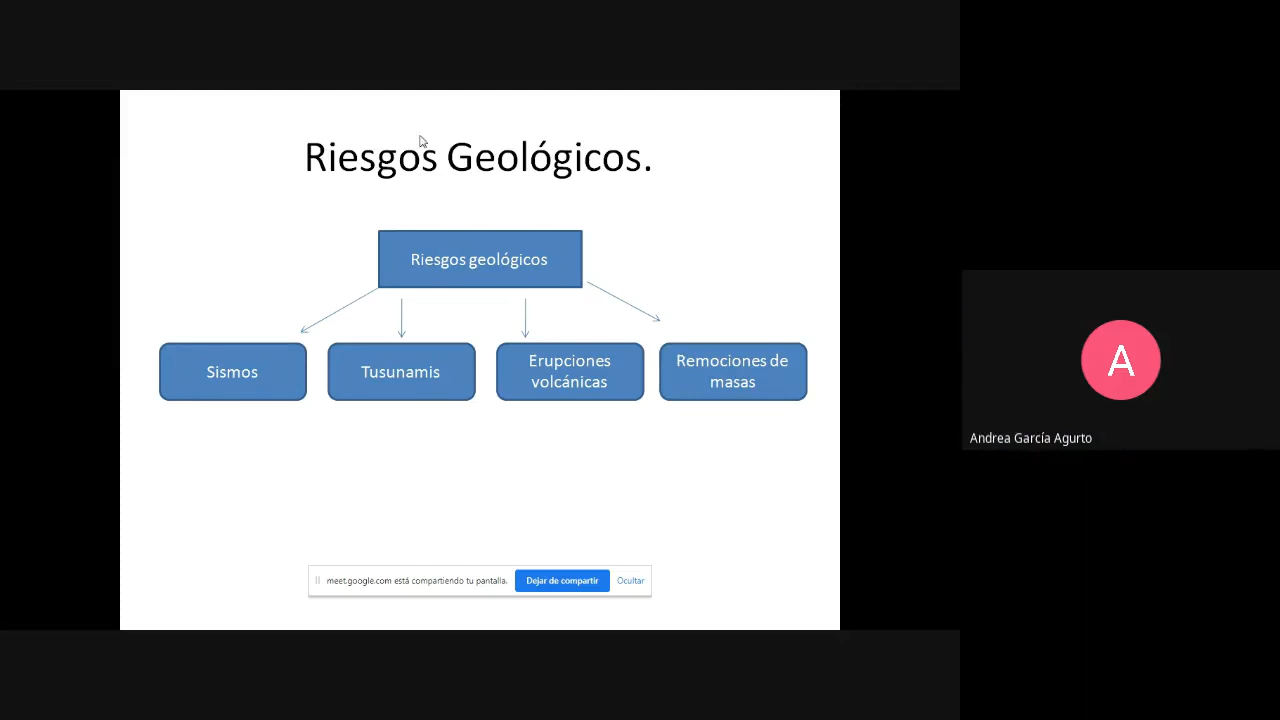 Riesgos Geológicos.
Riesgos geológicos
Sismos
Tusunamis
Erupciones
volcánicas
Remociones de
masas
A
Andrea García Agurto
meet.google.com está compartiendo tu pantalla.
Dejar de compartir
Ocultar